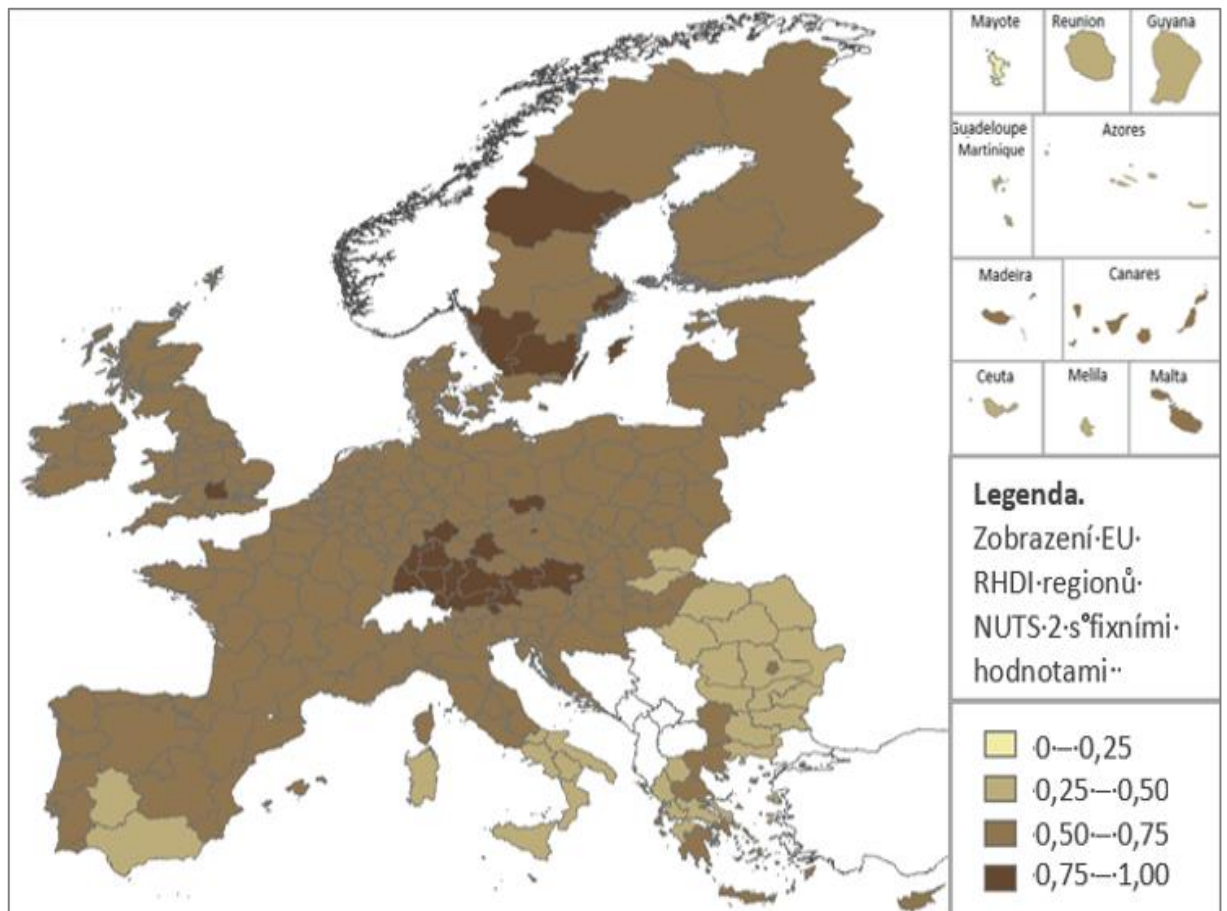 Mayote
Reunion
Guyana
Guadeloupe
Martinique
Azores
Madeira
Canares
Ceuta
Melila
Malta
Legenda.
Zobrazení·EU·
RHDI·regionů·
NUTS·2·s°fixními·
hodnotami··
·0·–·0,25
·0,25·–·0,50
·0,50·–·0,75
·0,75·–·1,00